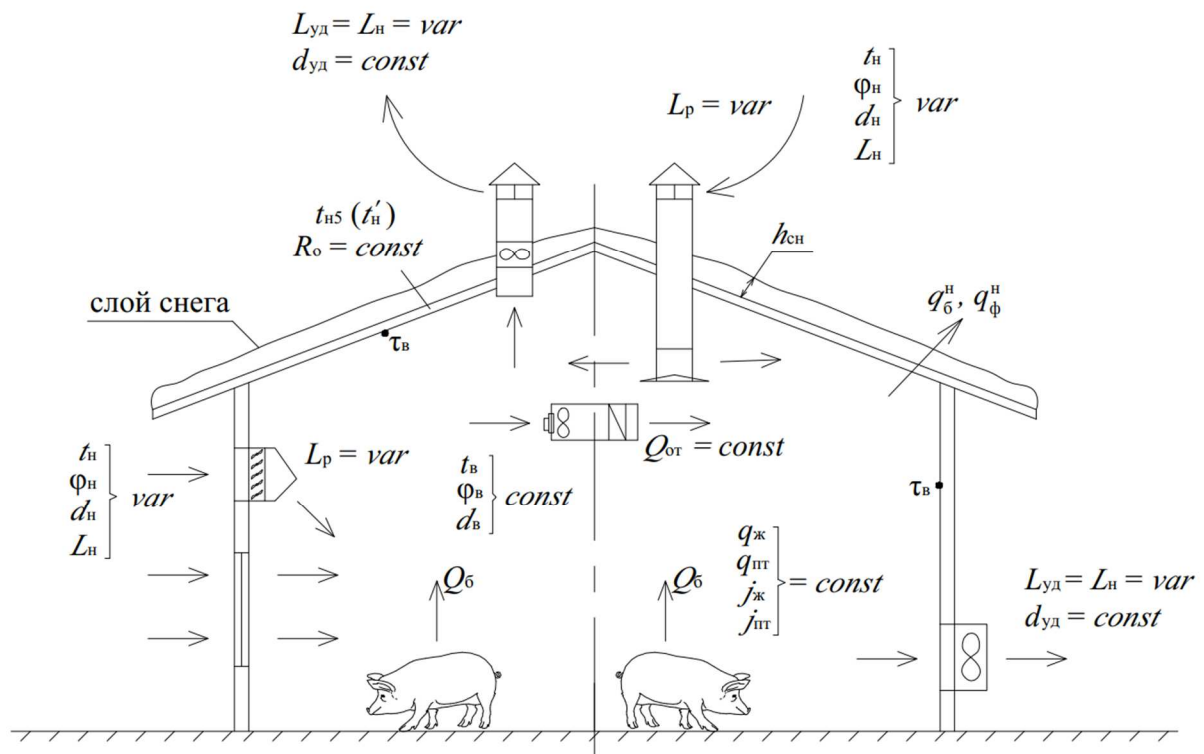 Lуд = Lн = var
dуд = const
Lр = var
tн
φн
dн
Lн
var
tн5 (t′н)
Rо = const
hсн
слой снега
τв
qбн, qфн
tн
φн
dн
Lн
var
Lр = var
Qот = const
tв
φв
dв
const
τв
Qб
Qб
qж
qпт
jж
jпт
= const
Lуд = Lн = var
dуд = const